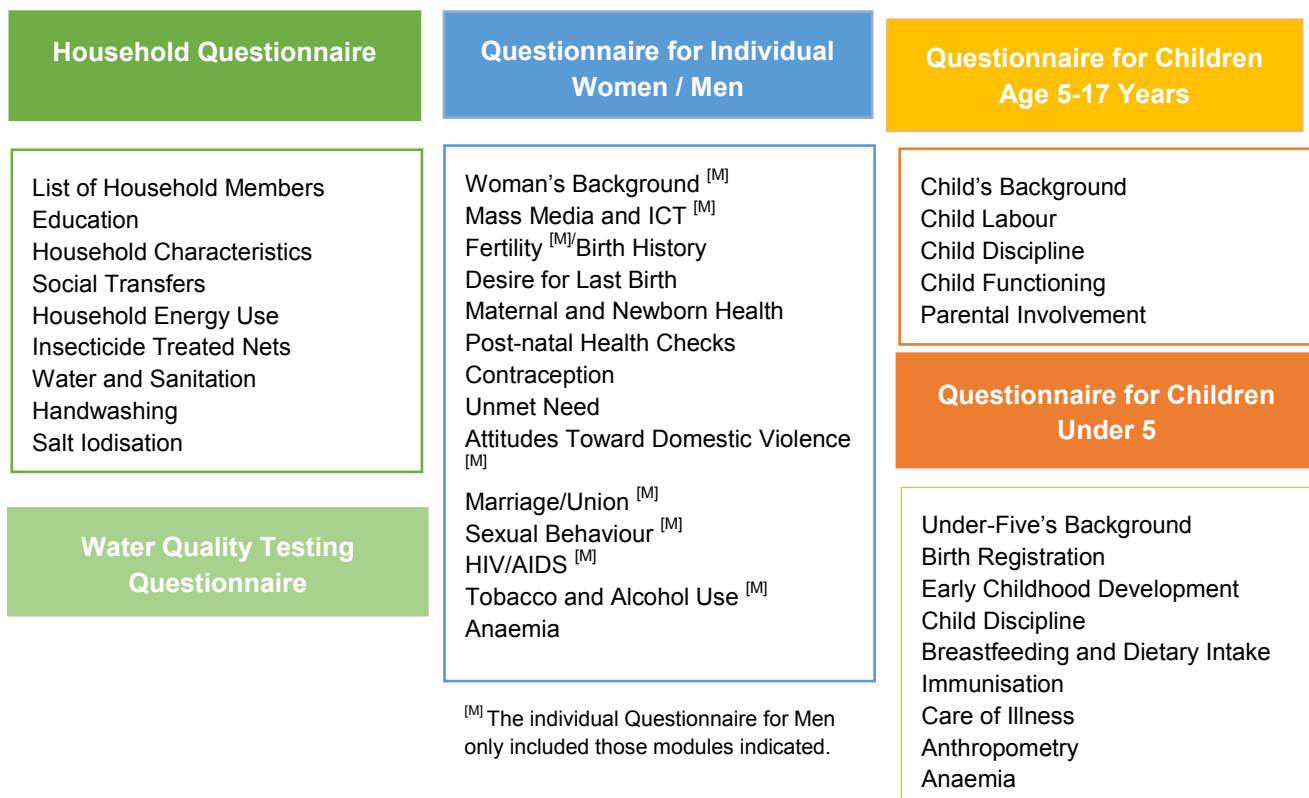 Household Questionnaire
List of Household Members
Education
Household Characteristics
Social Transfers
Household Energy Use
Insecticide Treated Nets
Water and Sanitation
Handwashing
Salt Iodisation
Water Quality Testing
Questionnaire
Questionnaire for Individual
Women / Men
Woman’s Background [M]
Mass Media and ICT [M]
Fertility [M]/Birth History
Desire for Last Birth
Maternal and Newborn Health
Post-natal Health Checks
Contraception
Unmet Need
Attitudes Toward Domestic Violence
[M]
Marriage/Union [M]
Sexual Behaviour [M]
HIV/AIDS [M]
Tobacco and Alcohol Use [M]
Anaemia
[M] The individual Questionnaire for Men
only included those modules indicated.
Questionnaire for Children
Age 5-17 Years
Child’s Background
Child Labour
Child Discipline
Child Functioning
Parental Involvement
Questionnaire for Children
Under 5
Under-Five’s Background
Birth Registration
Early Childhood Development
Child Discipline
Breastfeeding and Dietary Intake
Immunisation
Care of Illness
Anthropometry
Anaemia